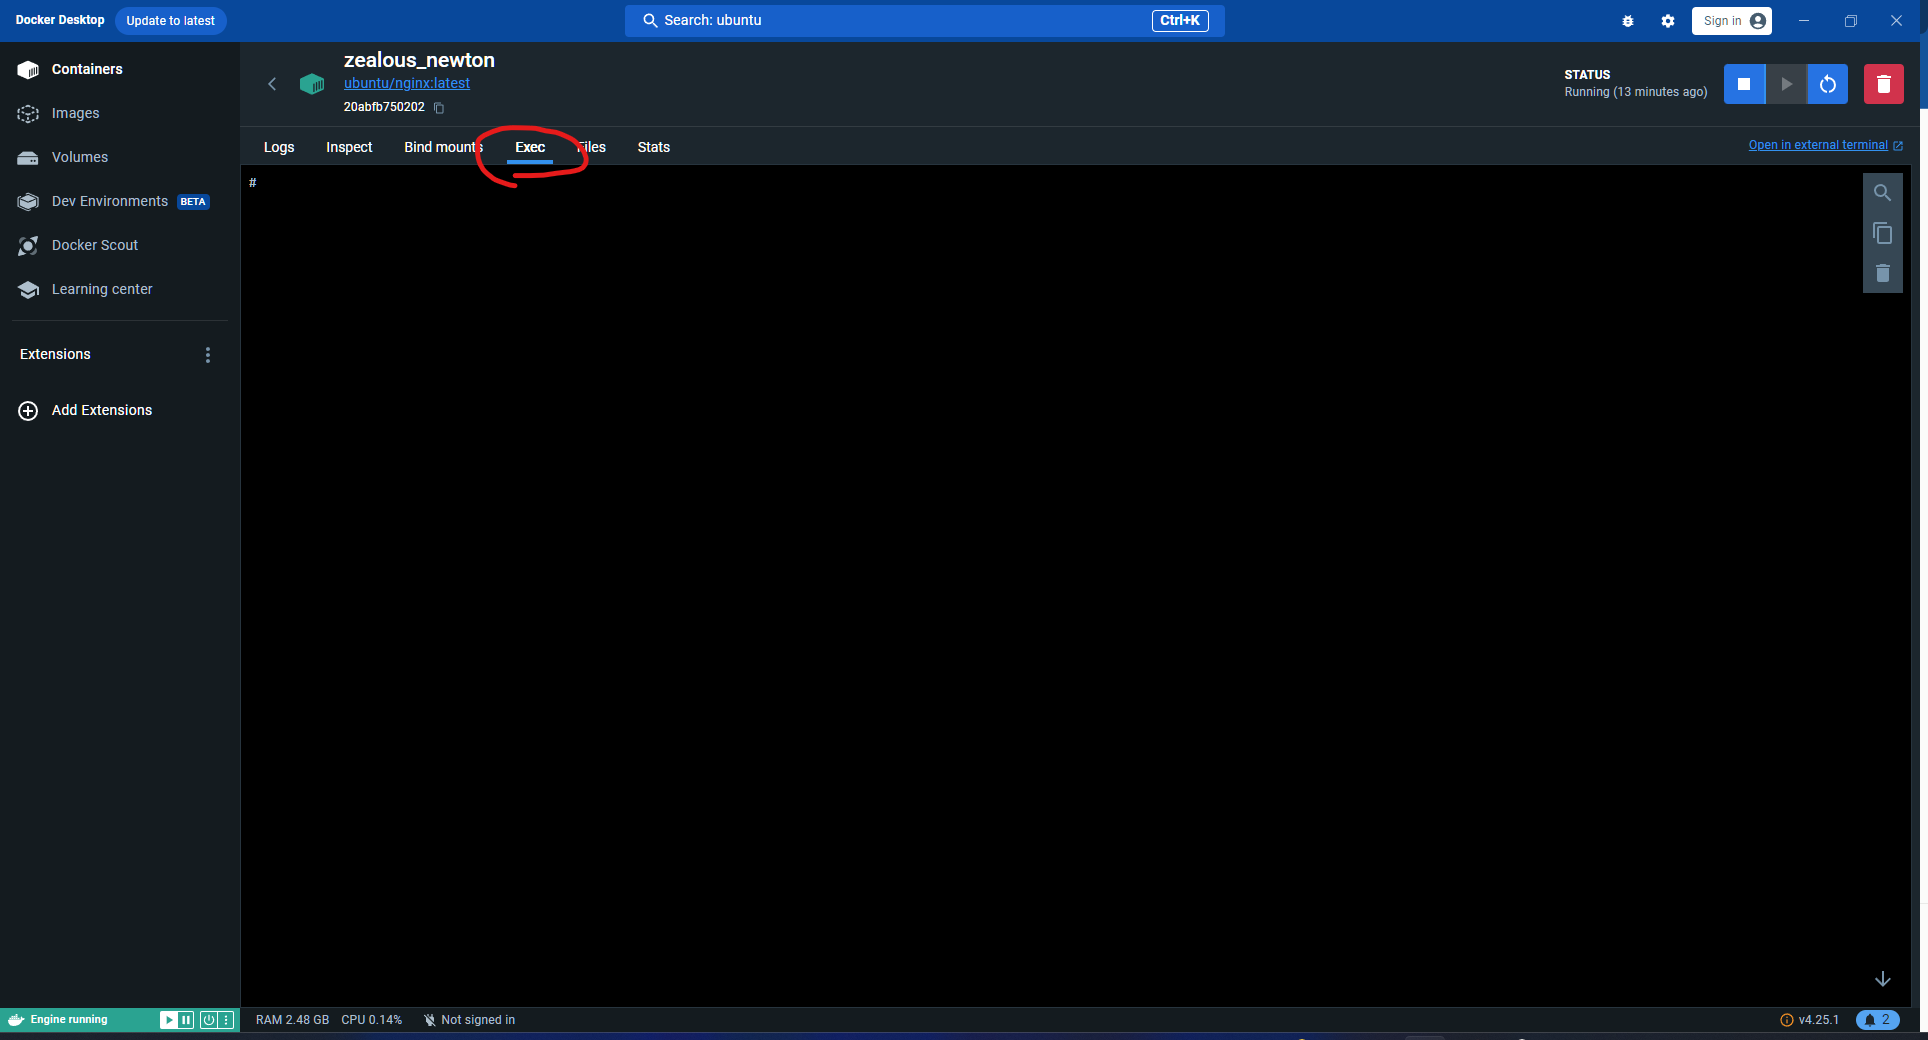 Docker Desktop Update to latest Search: ubuntu Ctrl+K Sign in
Containers
Images
Volumes
Dev Environments BETA
Docker Scout
Learning center
Extensions
Add Extensions
zealous_newton
ubuntu/nginx:latest
20abfb750202
STATUS
Running (13 minutes ago)
Logs Inspect Bind mounts Exec Files Stats Open in external terminal
#
Engine running RAM 2.48 GB CPU 0.14% Not signed in v4.25.1 2